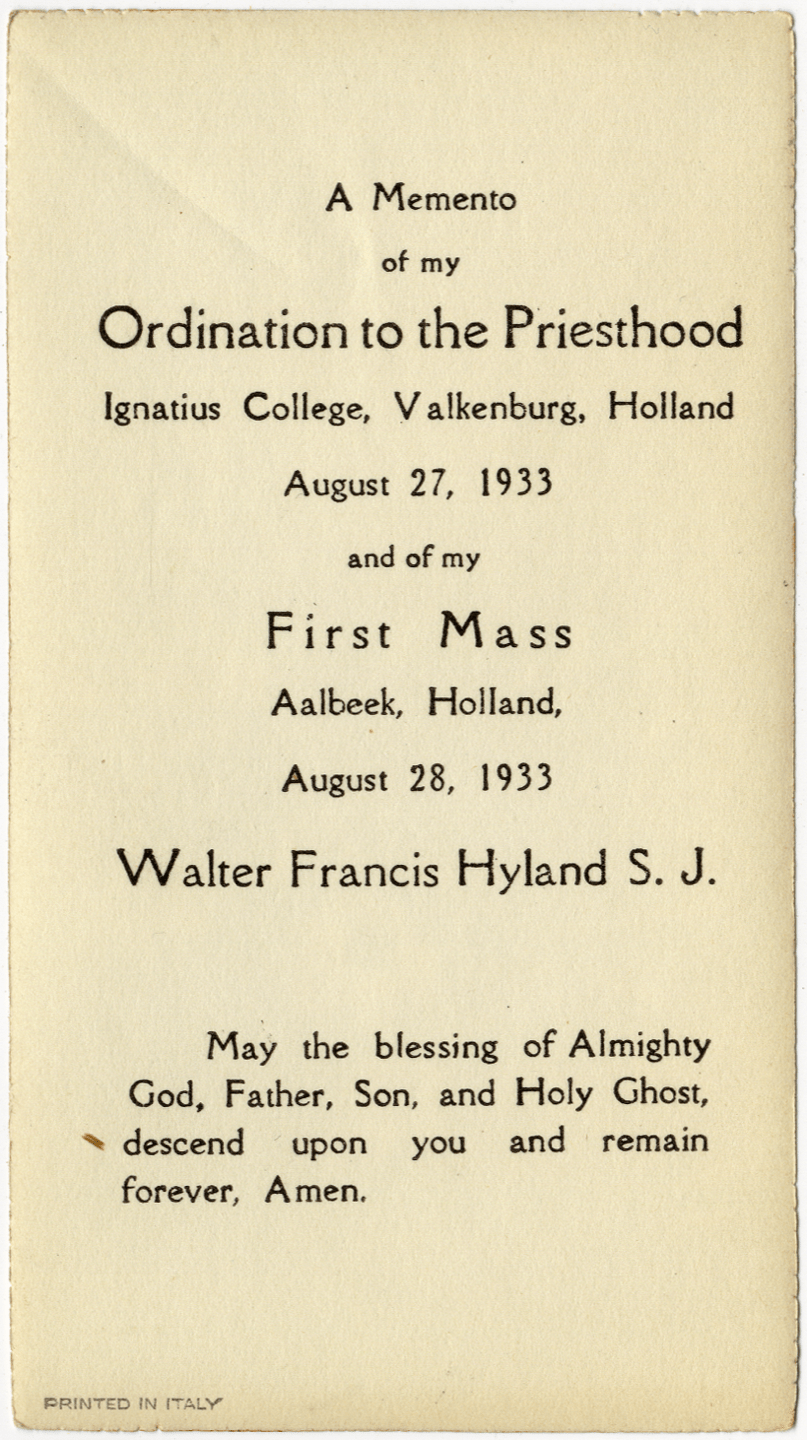 A Memento
of my
Ordination to the Priesthood
Ignatius College, Valkenburg, Holland
August 27, 1933
and of my
First Mass
Aalbeek, Holland,
August 28, 1933
Walter Francis Hyland S. J.
May the blessing of Almighty
God, Father, Son, and Holy Ghost,
descend upon you and remain
forever, Amen.
PRINTED IN ITALY